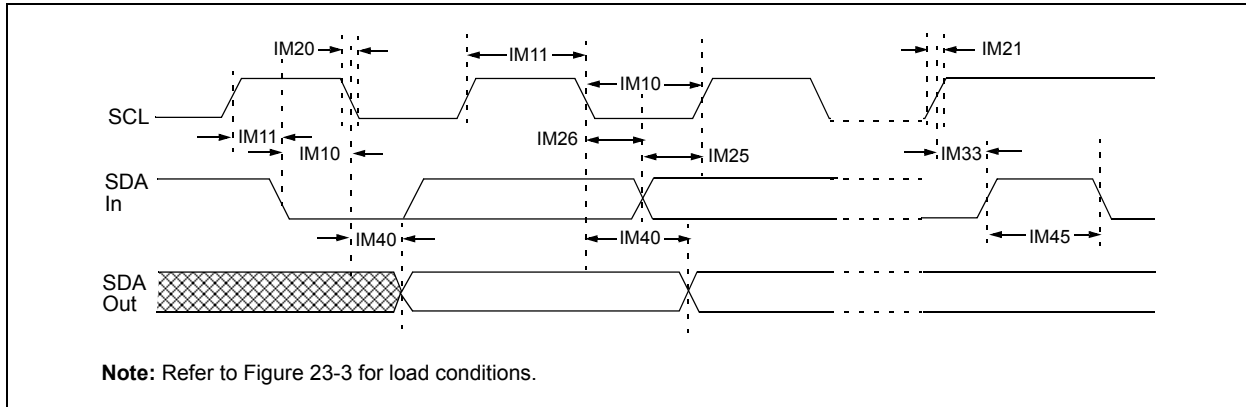 IM20
IM11
IM21
IM10
SCL
IM11
IM26
IM10
IM25
IM33
SDA
In
IM40
IM40
IM45
SDA
Out
Note: Refer to Figure 23-3 for load conditions.